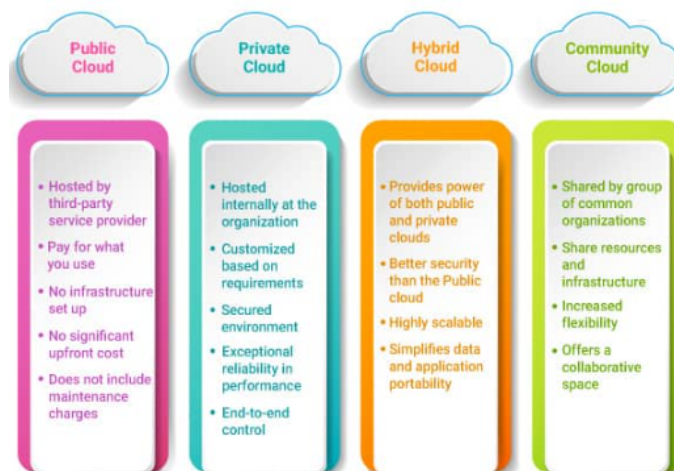 Public
Cloud
Private
Cloud
Hybrid
Cloud
Community
Cloud
• Hosted by
third-party
service provider
• Pay for what
you use
• No infrastructure
set up
• No significant
upfront cost
• Does not include
maintenance
charges
• Hosted
internally at the
organization
• Customized
based on
requirements
• Secured
environment
• Exceptional
reliability in
performance
• End-to-end
control
• Provides power
of both public
and private
clouds
• Better security
than the Public
cloud
• Highly scalable
• Simplifies data
and application
portability
• Shared by group
of common
organizations
• Share resources
and
infrastructure
• Increased
flexibility
• Offers a
collaborative
space